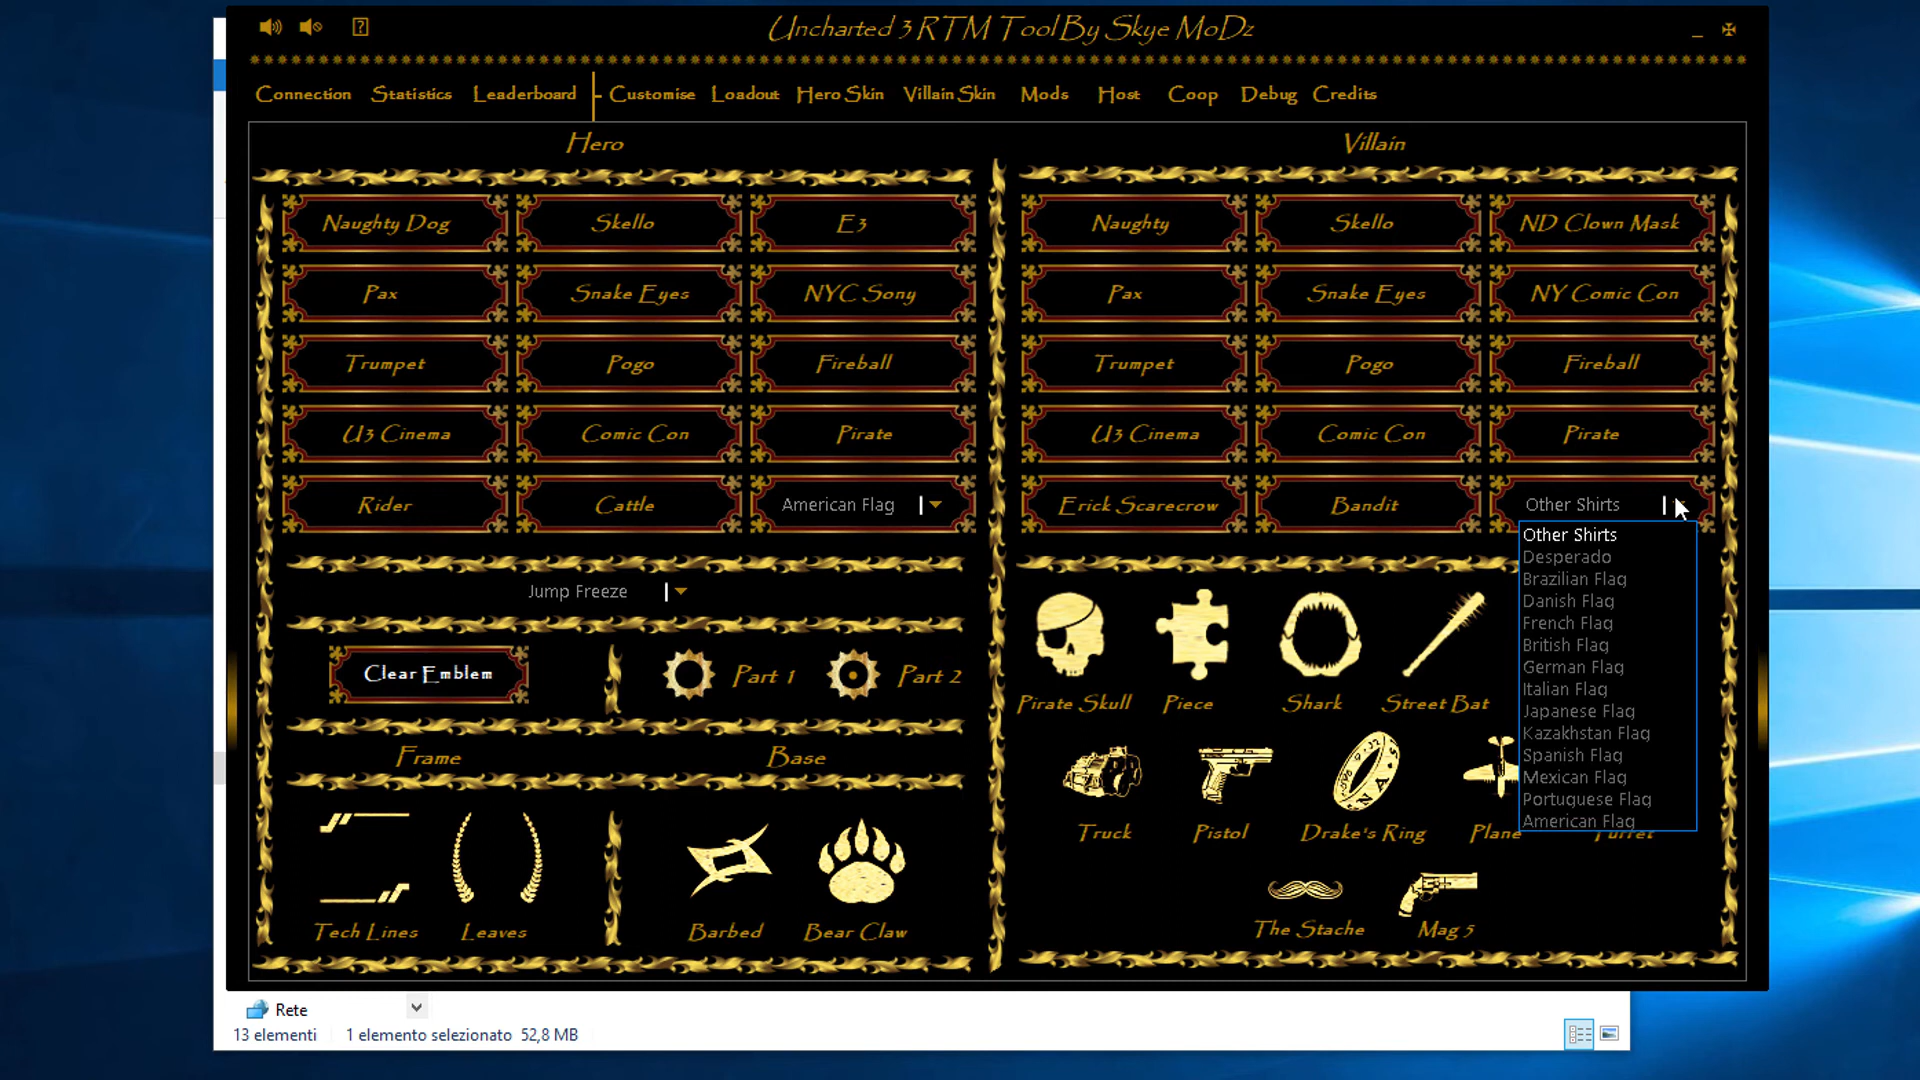 Uncharted 3 RTM Tool By Skye MoDz
Connection Statistics Leaderboard Customise Loadout Hero Skin Villain Skin Mods Host Coop Debug Credits
Hero
Naughty Dog Skello E3
Pax Snake Eyes NYC Sony
Trumpet Pogo Fireball
U3 Cinema Comic Con Pirate
Rider Cattle American Flag
Jump Freeze
Clear Emblem Part 1 Part 2
Frame Base
Tech Lines Leaves Barbed Bear Claw
Villain
Naughty Skello ND Clown Mask
Pax Snake Eyes NY Comic Con
Trumpet Pogo Fireball
U3 Cinema Comic Con Pirate
Erick Scarecrow Bandit Other Shirts
Other Shirts
Desperado
Brazilian Flag
Danish Flag
French Flag
British Flag
German Flag
Italian Flag
Japanese Flag
Kazakhstan Flag
Spanish Flag
Mexican Flag
Portuguese Flag
American Flag
Pirate Skull Piece Shark Street Bat
Truck Pistol Drake's Ring Plane Turret
The Stache Mag 5
Rete
13 elementi 1 elemento selezionato 52,8 MB